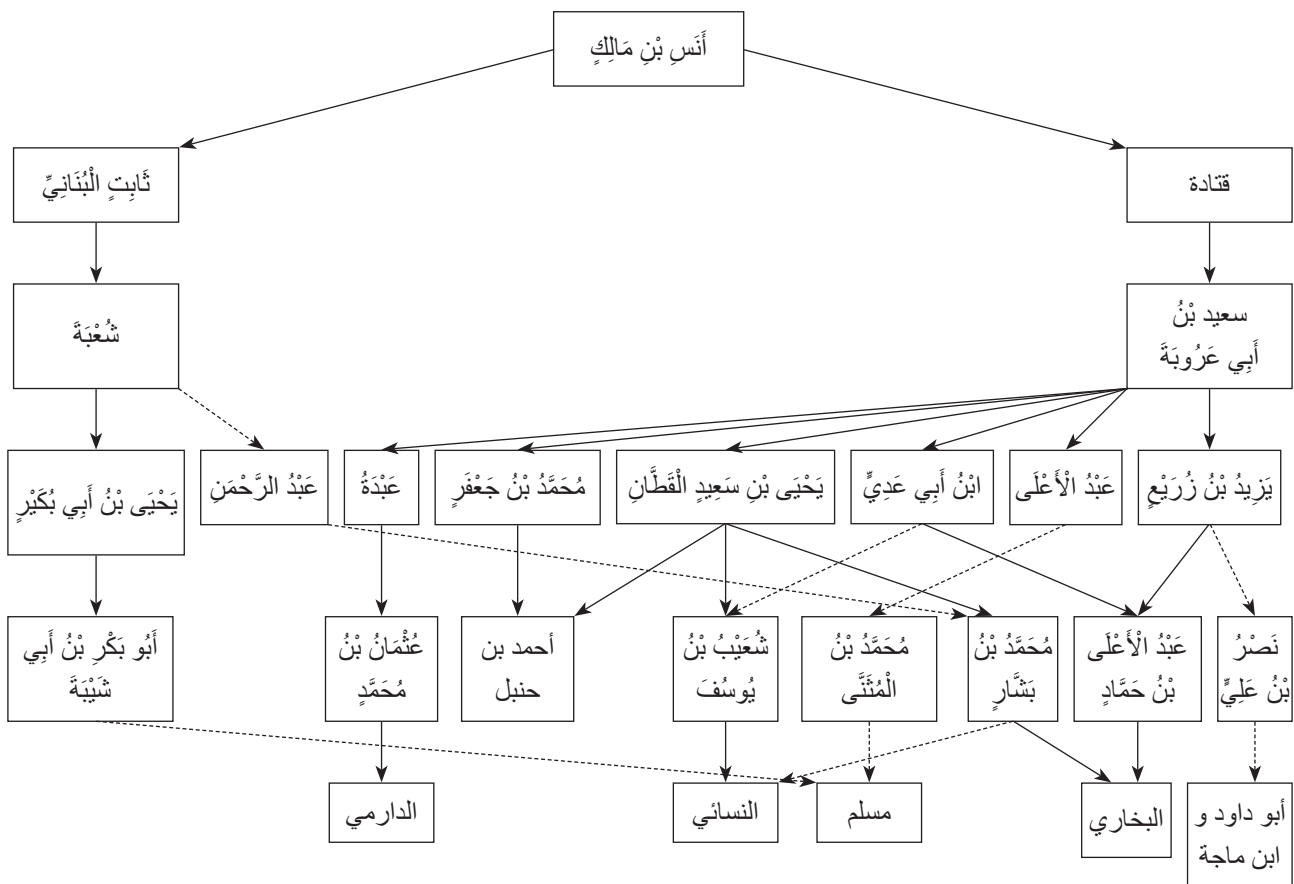 أَنَسِ بْنِ مَالِكٍ
قتادة
ثَابِتٍ الْبُنَانِيِّ
سعيد بْنُ
أَبِي عَرُوبَةَ
شُعْبَةَ
يَزِيدُ بْنُ زُرَيْعٍ
عَبْدُ الْأَعْلَى
ابْنُ أَبِي عَدِيٍّ
يَحْيَى بْنِ سَعِيدٍ الْقَطَّانِ
مُحَمَّدُ بْنُ جَعْفَرٍ
عَبْدَةُ
عَبْدُ الرَّحْمَنِ
يَحْيَى بْنُ أَبِي بُكَيْرٍ
نَصْرُ
بْنُ عَلِيٍّ
عَبْدُ الْأَعْلَى
بْنُ حَمَّادٍ
مُحَمَّدُ بْنُ
بَشَّارٍ
مُحَمَّدُ بْنُ
الْمُثَنَّى
شُعَيْبُ بْنُ
يُوسُفَ
أحمد بن
حنبل
عُثْمَانُ بْنُ
مُحَمَّدٍ
أَبُو بَكْرِ بْنُ أَبِي
شَيْبَةَ
أبو داود و
ابن ماجة
البخاري
مسلم
النسائي
الدارمي